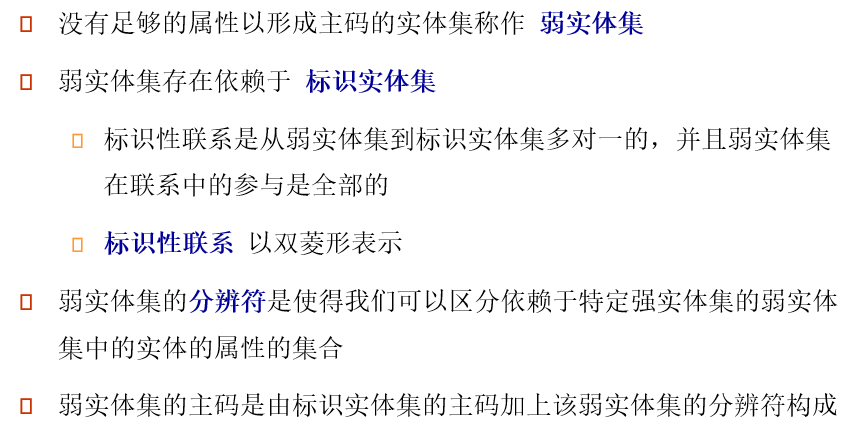 没有足够的属性以形成主码的实体集称作 弱实体集
弱实体集存在依赖于 标识实体集
标识性联系是从弱实体集到标识实体集多对一的，并且弱实体集
在联系中的参与是全部的
标识性联系 以双菱形表示
弱实体集的分辨符是使得我们可以区分依赖于特定强实体集的弱实体
集中的实体的属性的集合
弱实体集的主码是由标识实体集的主码加上该弱实体集的分辨符构成